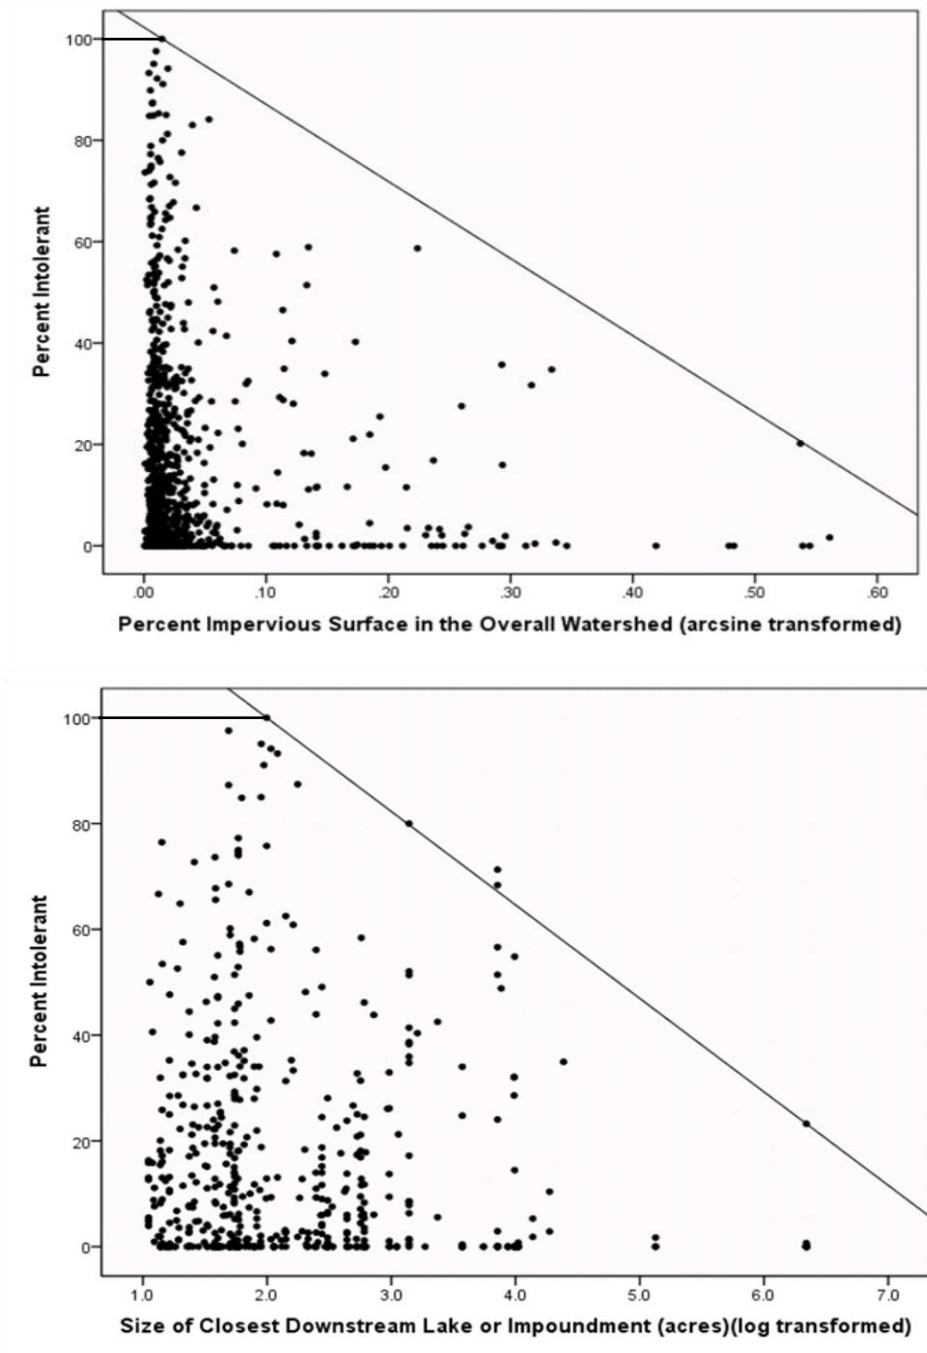 100
80
60
40
20
0
Percent Intolerant
.00 .10 .20 .30 .40 .50 .60
Percent Impervious Surface in the Overall Watershed (arcsine transformed)
100
80
60
40
20
0
Percent Intolerant
1.0 2.0 3.0 4.0 5.0 6.0 7.0
Size of Closest Downstream Lake or Impoundment (acres)(log transformed)